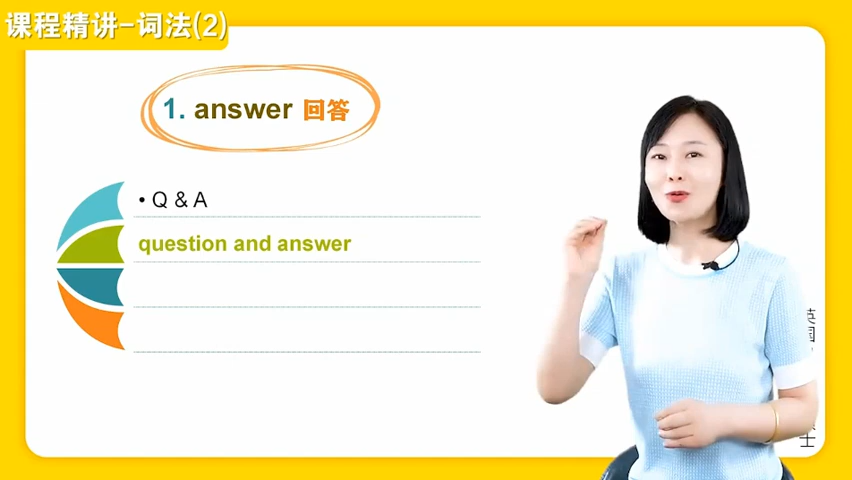 课程精讲-词法(2)
1. answer 回答
• Q & A
question and answer